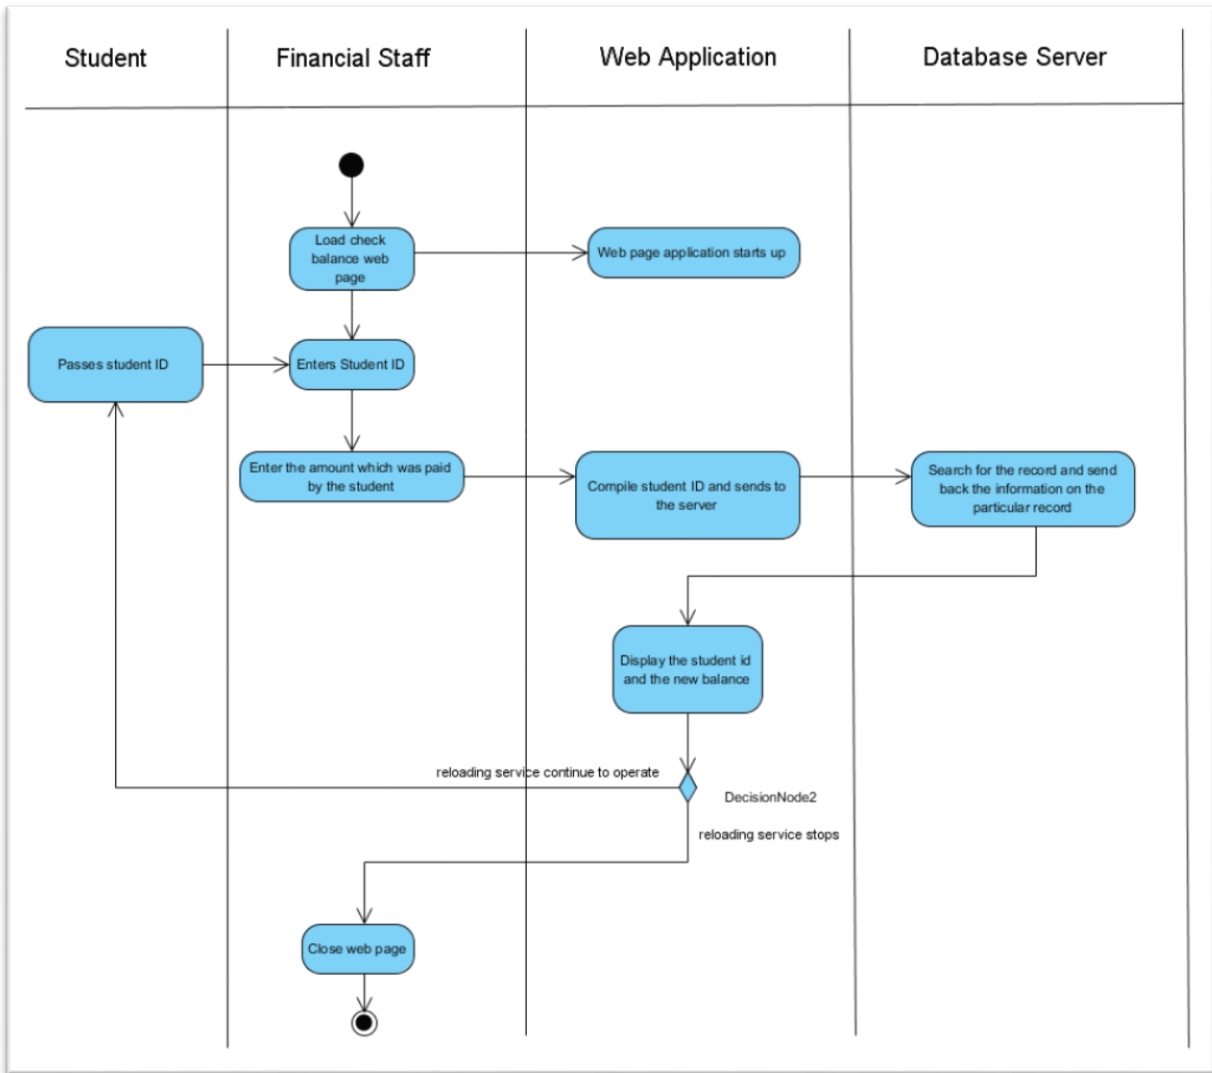 Student
Financial Staff
Web Application
Database Server
Load check
balance web
page
Web page application starts up
Passes student ID
Enters Student ID
Enter the amount which was paid
by the student
Compile student ID and sends to
the server
Search for the record and send
back the information on the
particular record
Display the student id
and the new balance
reloading service continue to operate
DecisionNode2
reloading service stops
Close web page